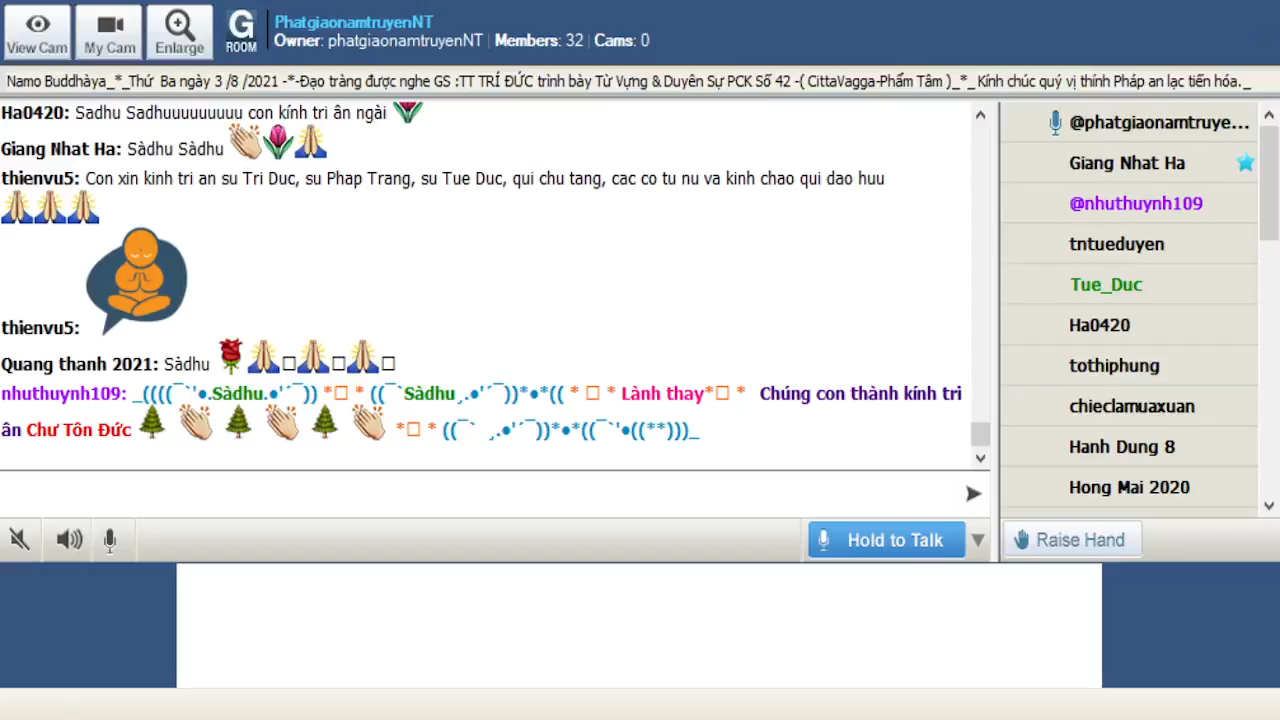 View Cam
My Cam
Enlarge
G
ROOM
PhatgiaonamtruyenNT
Owner: phatgiaonamtruyenNT | Members: 32 | Cams: 0
Namo Buddhàya_*_Thứ Ba ngày 3 /8 /2021 -*-Đạo tràng được nghe GS :TT TRÍ ĐỨC trình bày Từ Vựng & Duyên Sự PCK Số 42 -( CittaVagga-Phẩm Tâm )_*_ Kính chúc quý vị thính Pháp an lạc tiến hóa._
Ha0420: Sadhu Sadhuuuuuuuuu con kính tri ân ngài
Giang Nhat Ha: Sàdhu Sàdhu
thienvu5: Con xin kinh tri an su Tri Duc, su Phap Trang, su Tue Duc, qui chu tang, cac co tu nu va kinh chao qui dao huu
thienvu5:
Quang thanh 2021: Sàdhu
nhuthuynh109: _((((¯`'●.Sàdhu.●'´¯)) *□ * ((¯`Sàdhu¸.●'´¯))*●*(( * □ * Lành thay*□ * Chúng con thành kính tri
ân Chư Tôn Đức *□ * ((¯` ¸.●'´¯))*●*((¯`'●((**)))_
@phatgiaonamtruye...
Giang Nhat Ha
@nhuthuynh109
tntueduyen
Tue_Duc
Ha0420
tothiphung
chieclamuaxuan
Hanh Dung 8
Hong Mai 2020
Hold to Talk
Raise Hand